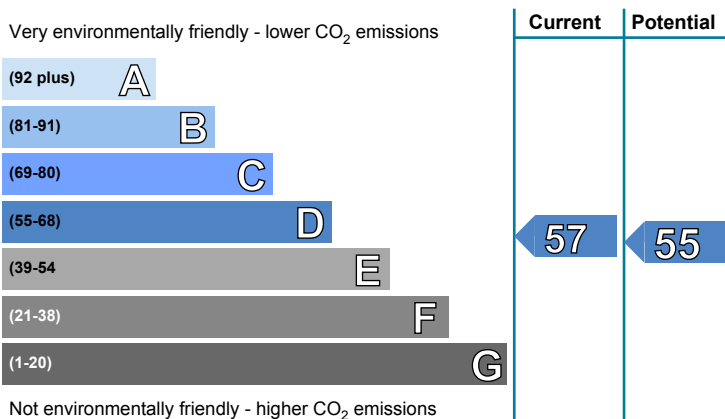 Very environmentally friendly - lower CO₂ emissions
Current
Potential
(92 plus) A
(81-91) B
(69-80) C
(55-68) D
57
55
(39-54 E
(21-38) F
(1-20) G
Not environmentally friendly - higher CO₂ emissions